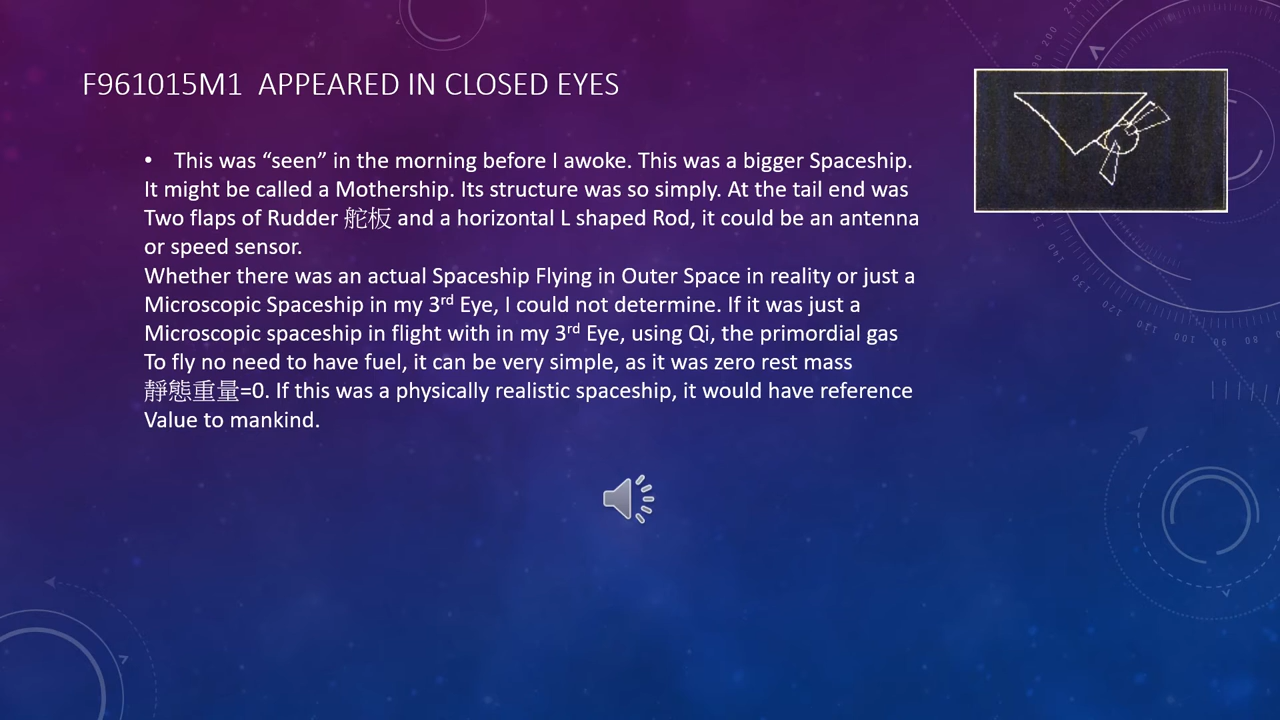 F961015M1 APPEARED IN CLOSED EYES
• This was “seen” in the morning before I awoke. This was a bigger Spaceship.
It might be called a Mothership. Its structure was so simply. At the tail end was
Two flaps of Rudder 舵板 and a horizontal L shaped Rod, it could be an antenna
or speed sensor.
Whether there was an actual Spaceship Flying in Outer Space in reality or just a
Microscopic Spaceship in my 3rd Eye, I could not determine. If it was just a
Microscopic spaceship in flight with in my 3rd Eye, using Qi, the primordial gas
To fly no need to have fuel, it can be very simple, as it was zero rest mass
靜態重量=0. If this was a physically realistic spaceship, it would have reference
Value to mankind.